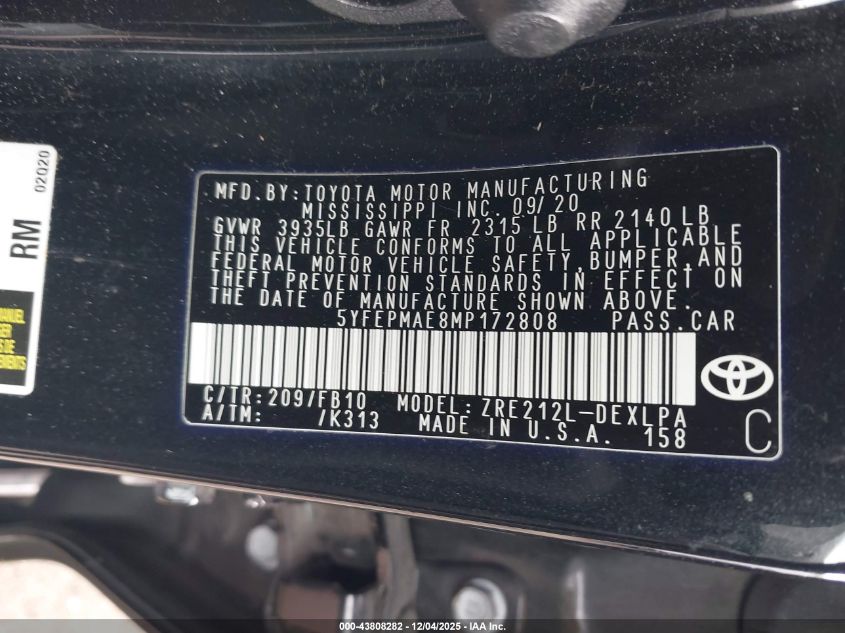 02020
RM
MANUEL
MFD.BY:TOYOTA MOTOR MANUFACTURING
MISSISSIPPI INC. 09/20
GVWR 3935LB GAWR FR 2315 LB RR 2140 LB
THIS VEHICLE CONFORMS TO ALL APPLICABLE
FEDERAL MOTOR VEHICLE SAFETY,BUMPER,AND
THEFT PREVENTION STANDARDS IN EFFECT ON
THE DATE OF MANUFACTURE SHOWN ABOVE.
5YFEPMAE8MP172808 PASS.CAR
C/TR:209/FB10 MODEL:ZRE212L-DEXLPA
A/TM: /K313 MADE IN U.S.A. 158
C
000-43808282 - 12/04/2025 - IAA Inc.